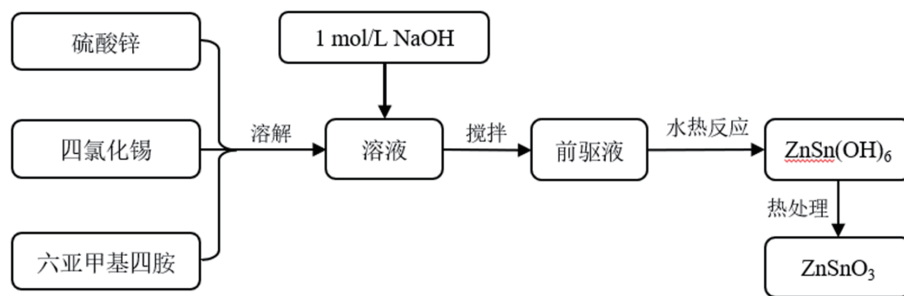 硫酸锌
1 mol/L NaOH
四氯化锡
溶解
溶液
搅拌
前驱液
水热反应
ZnSn(OH)₆
热处理
六亚甲基四胺
ZnSnO₃